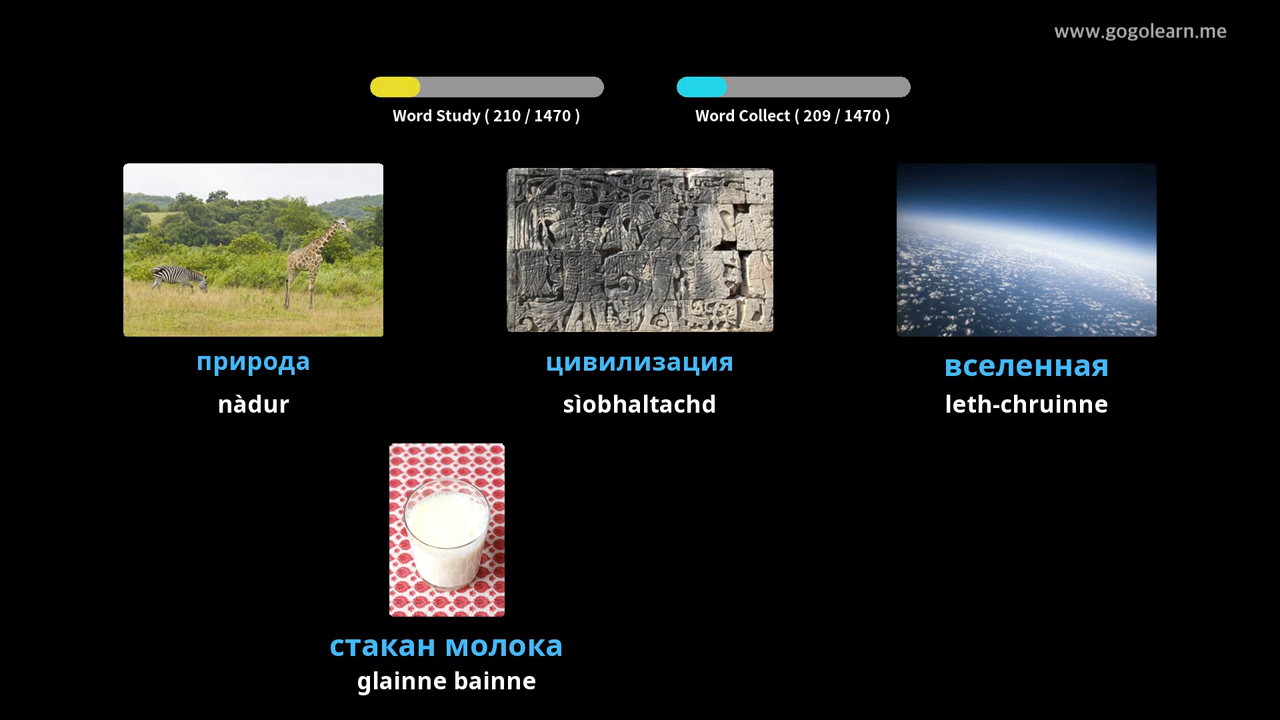 www.gogolearn.me
Word Study ( 210 / 1470 )
Word Collect ( 209 / 1470 )
природа
цивилизация
вселенная
nàdur
sìobhaltachd
leth-chruinne
стакан молока
glainne bainne